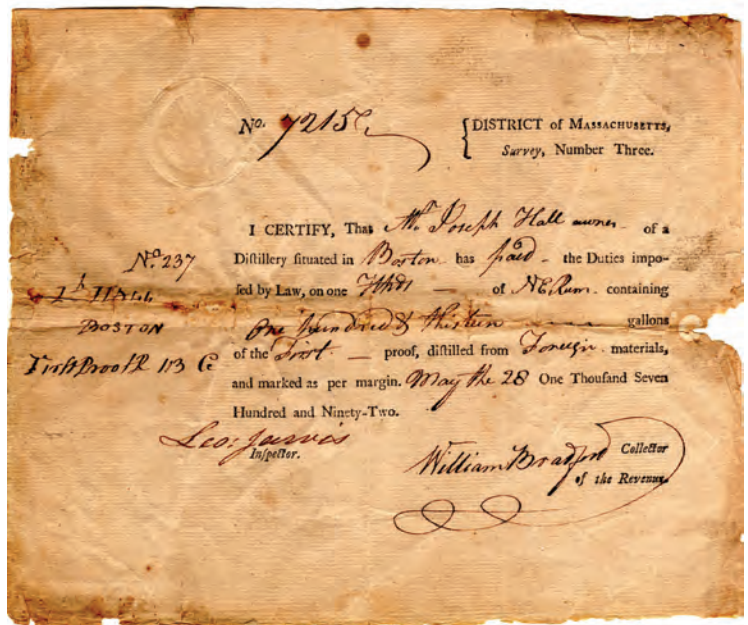 No. 7215
{DISTRICT of MASSACHUSETTS,
Survey, Number Three.
I CERTIFY, That Mr. Joseph Hall owner of a
Distillery situated in Boston has paid the Duties impo-
sed by Law, on one Hhds of NE Rum containing
One hundred & thirteen gallons
of the First proof, distilled from Foreign materials,
and marked as per margin. May the 28 One Thousand Seven
Hundred and Ninety-Two.
No. 237
HALL
BOSTON
First Proof R 113 G
Leo: Jarvis
Inspector.
William Bradford Collector
of the Revenue.